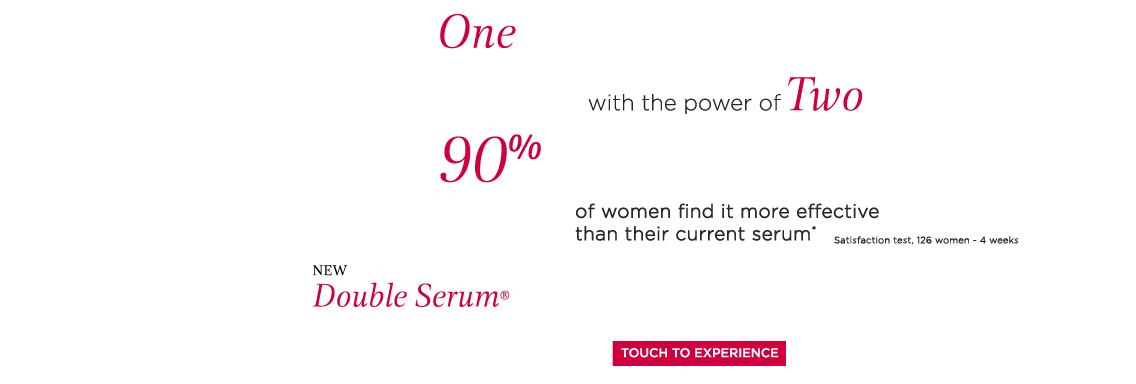 One
with the power of Two
90%
of women find it more effective
than their current serum*
Satisfaction test, 126 women - 4 weeks
NEW
Double Serum®
TOUCH TO EXPERIENCE